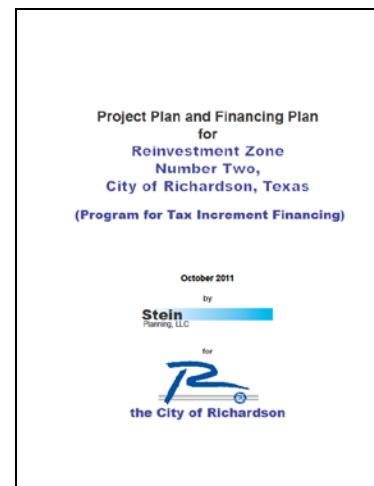 Project Plan and Financing Plan
for
Reinvestment Zone
Number Two,
City of Richardson, Texas
(Program for Tax Increment Financing)
October 2011
by
Stein
Planning, LLC
for
the City of Richardson